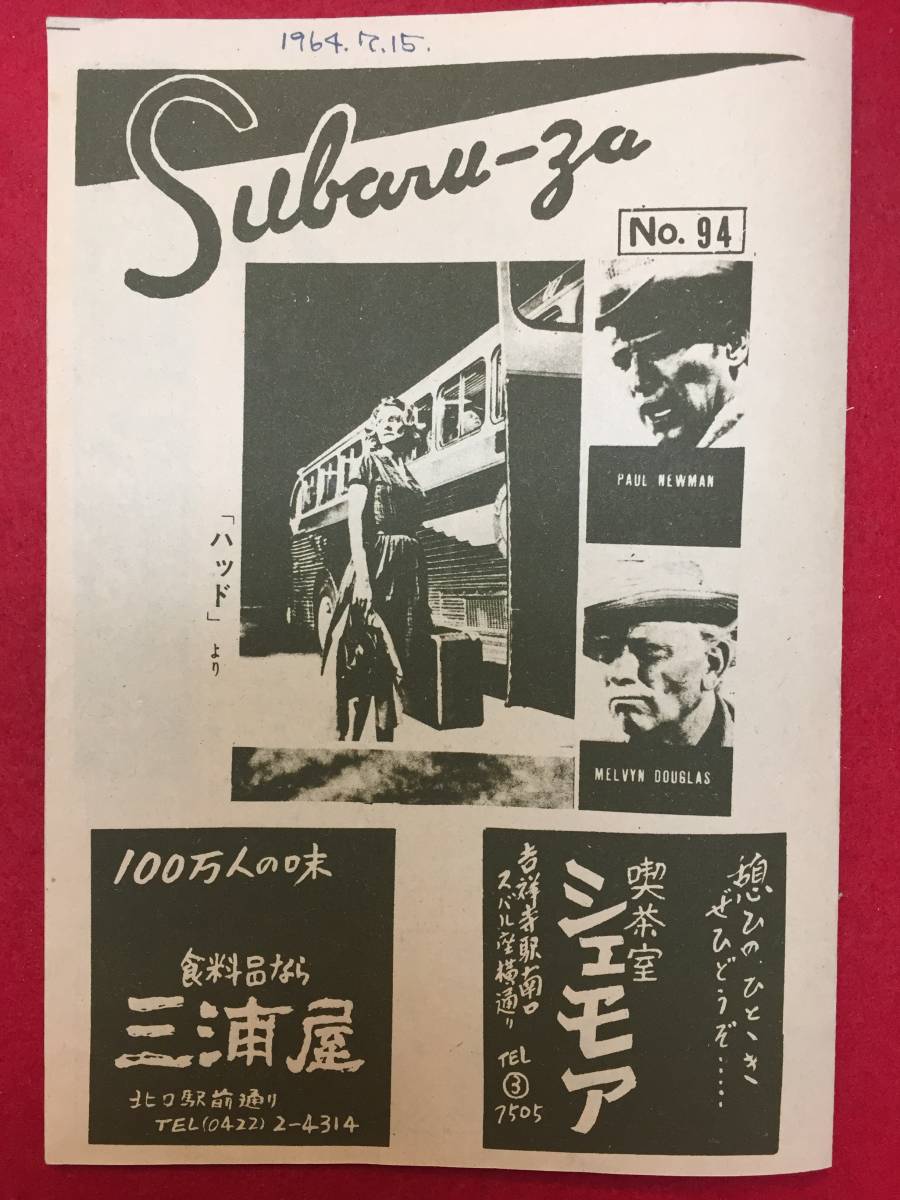 1964.7.15.
Subaru-za
No. 94
PAUL NEWMAN
「ハッド」より
MELVYN DOUGLAS
100万人の味
食料品なら
三浦屋
北口駅前通り
TEL(0422)2-4314
憩ひの、ひとゝき
ぜひどうぞ……
喫茶室
シェモア
吉祥寺駅南口
スバル座横通り
TEL
③
7505